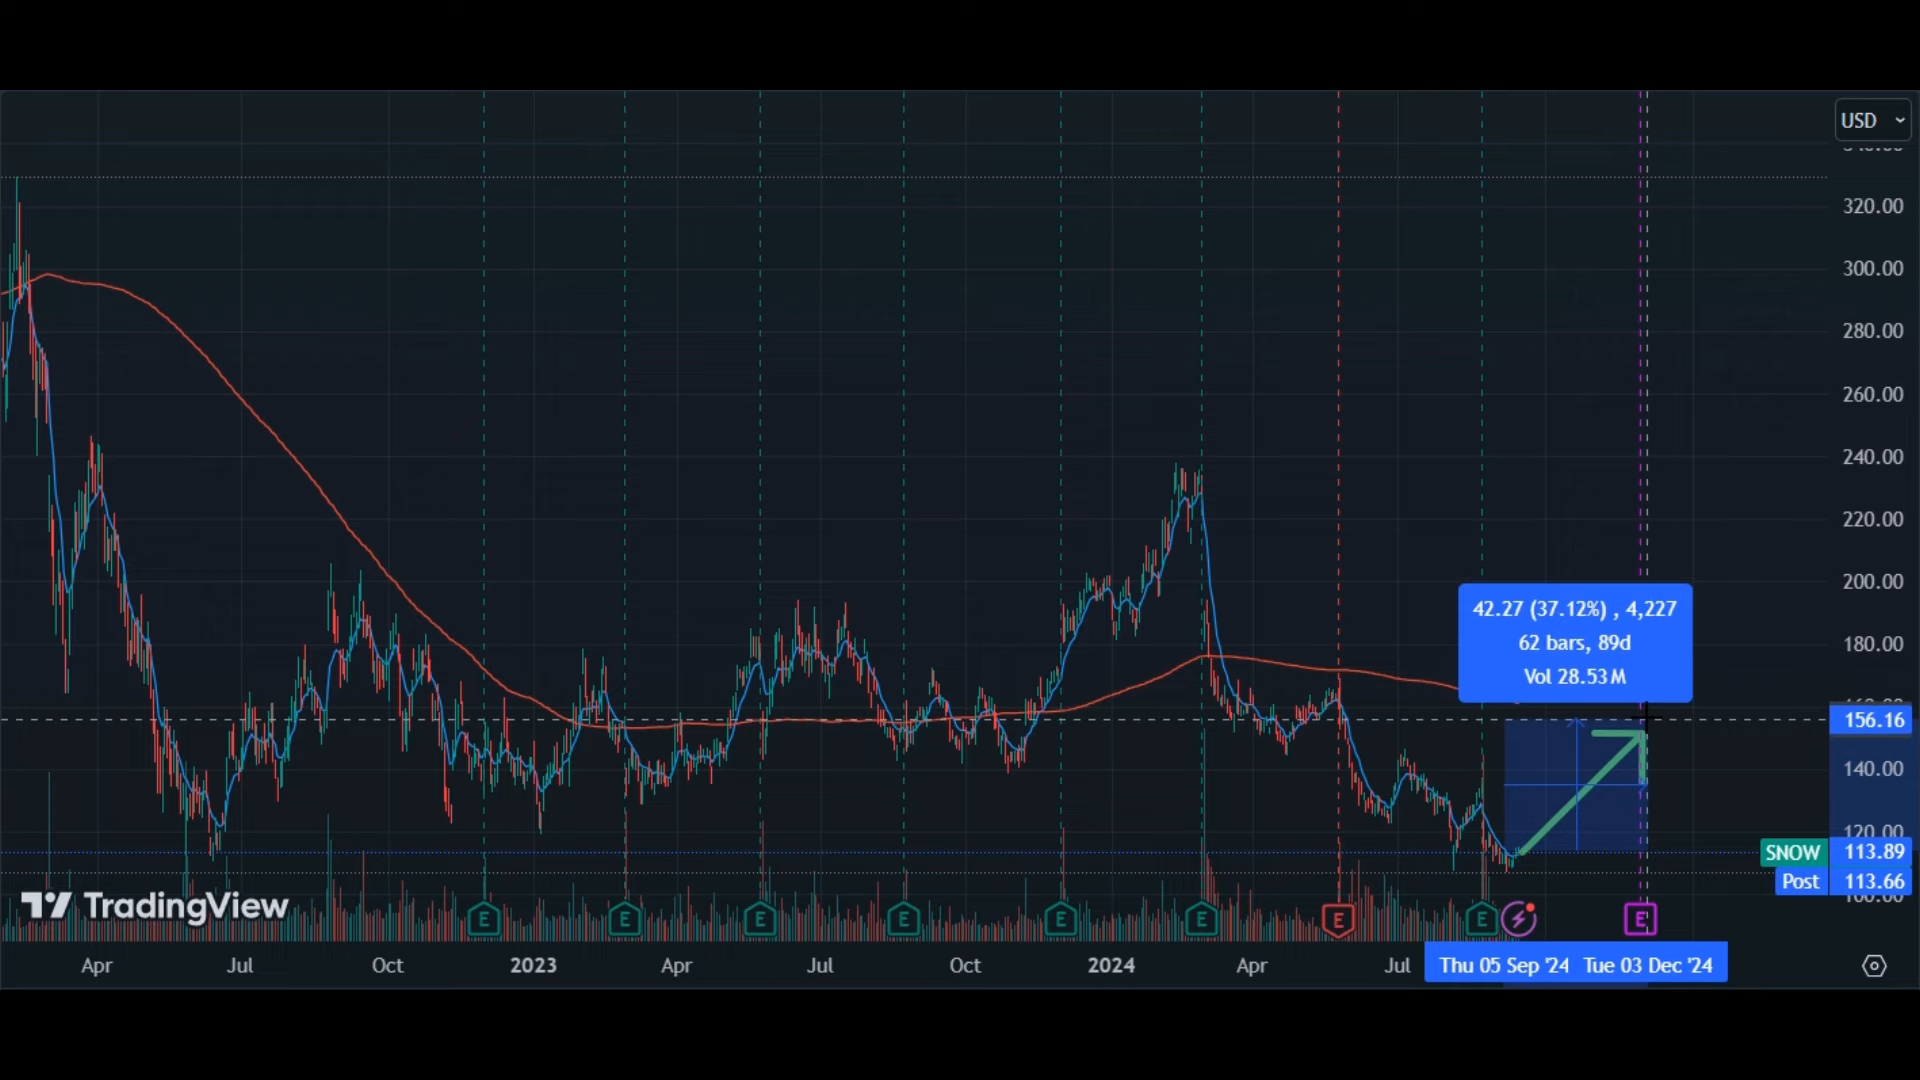 USD
320.00
300.00
280.00
260.00
240.00
220.00
200.00
42.27 (37.12%) , 4,227
62 bars, 89d
Vol 28.53 M
180.00
156.16
140.00
120.00
SNOW 113.89
Post 113.66
TradingView
E E E E E E E E E
Apr Jul Oct 2023 Apr Jul Oct 2024 Apr Jul Thu 05 Sep '24 Tue 03 Dec '24